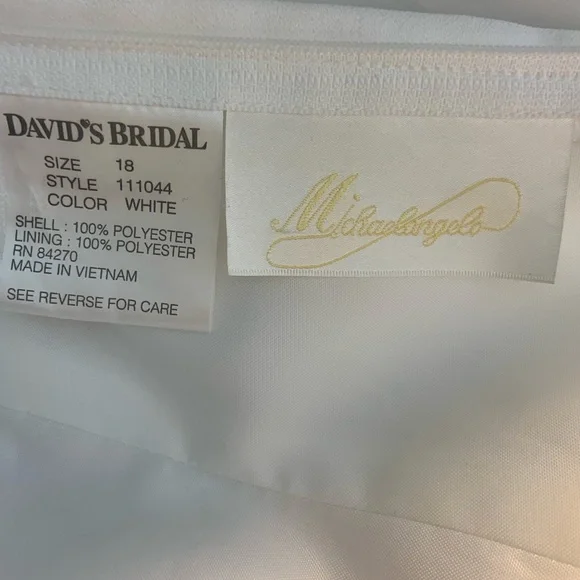 DAVID'S BRIDAL
SIZE 18
STYLE 111044
COLOR WHITE
SHELL : 100% POLYESTER
LINING : 100% POLYESTER
RN 84270
MADE IN VIETNAM
SEE REVERSE FOR CARE
Michaelangelo